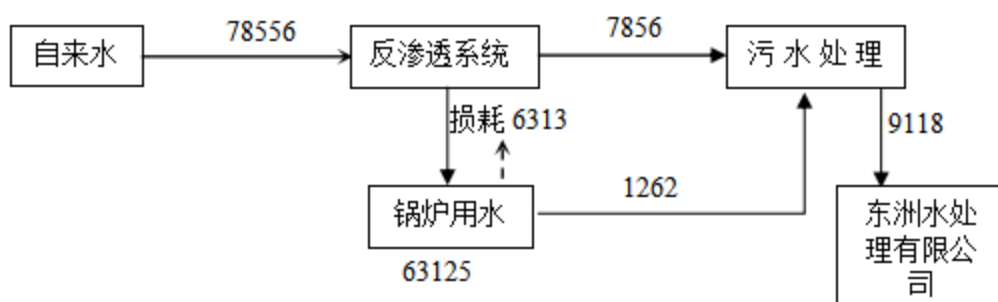 78556
7856
自来水
反渗透系统
污水处理
损耗 6313
9118
1262
锅炉用水
东洲水处
理有限公
司
63125